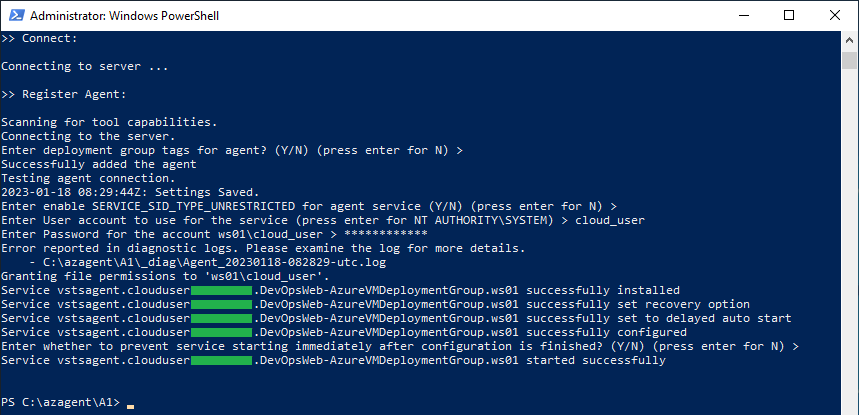 Administrator: Windows PowerShell
>> Connect:
Connecting to server ...
>> Register Agent:
Scanning for tool capabilities.
Connecting to the server.
Enter deployment group tags for agent? (Y/N) (press enter for N) >
Successfully added the agent
Testing agent connection.
2023-01-18 08:29:44Z: Settings Saved.
Enter enable SERVICE_SID_TYPE_UNRESTRICTED for agent service (Y/N) (press enter for N) >
Enter User account to use for the service (press enter for NT AUTHORITY\SYSTEM) > cloud_user
Enter Password for the account ws01\cloud_user > ************
Error reported in diagnostic logs. Please examine the log for more details.
- C:\azagent\A1\_diag\Agent_20230118-082829-utc.log
Granting file permissions to 'ws01\cloud_user'.
Service vstsagent.clouduser .DevOpsWeb-AzureVMDeploymentGroup.ws01 successfully installed
Service vstsagent.clouduser .DevOpsWeb-AzureVMDeploymentGroup.ws01 successfully set recovery option
Service vstsagent.clouduser .DevOpsWeb-AzureVMDeploymentGroup.ws01 successfully set to delayed auto start
Service vstsagent.clouduser .DevOpsWeb-AzureVMDeploymentGroup.ws01 successfully configured
Enter whether to prevent service starting immediately after configuration is finished? (Y/N) (press enter for N) >
Service vstsagent.clouduser .DevOpsWeb-AzureVMDeploymentGroup.ws01 started successfully
PS C:\azagent\A1> _